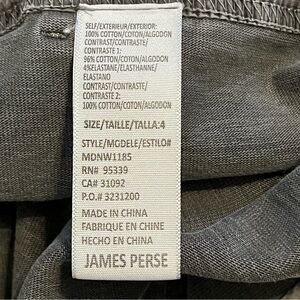 SELF/EXTERIEUR/EXTERIOR:
100% COTTON/COTON/ALGODON
CONTRAST/CONTRASTE/
CONTRASTE 1:
96% COTTON/COTON/ALGODON
4%ELASTANE/ELASTHANNE/
ELASTANO
CONTRAST/CONTRASTE/
CONTRASTE 2:
100% COTTON/COTON/ALGODON
SIZE/TAILLE/TALLA:4
STYLE/MODELE/ESTILO#
MDNW1185
RN# 95339
CA# 31092
P.O.# 3231200
MADE IN CHINA
FABRIQUE EN CHINE
HECHO EN CHINA
JAMES PERSE